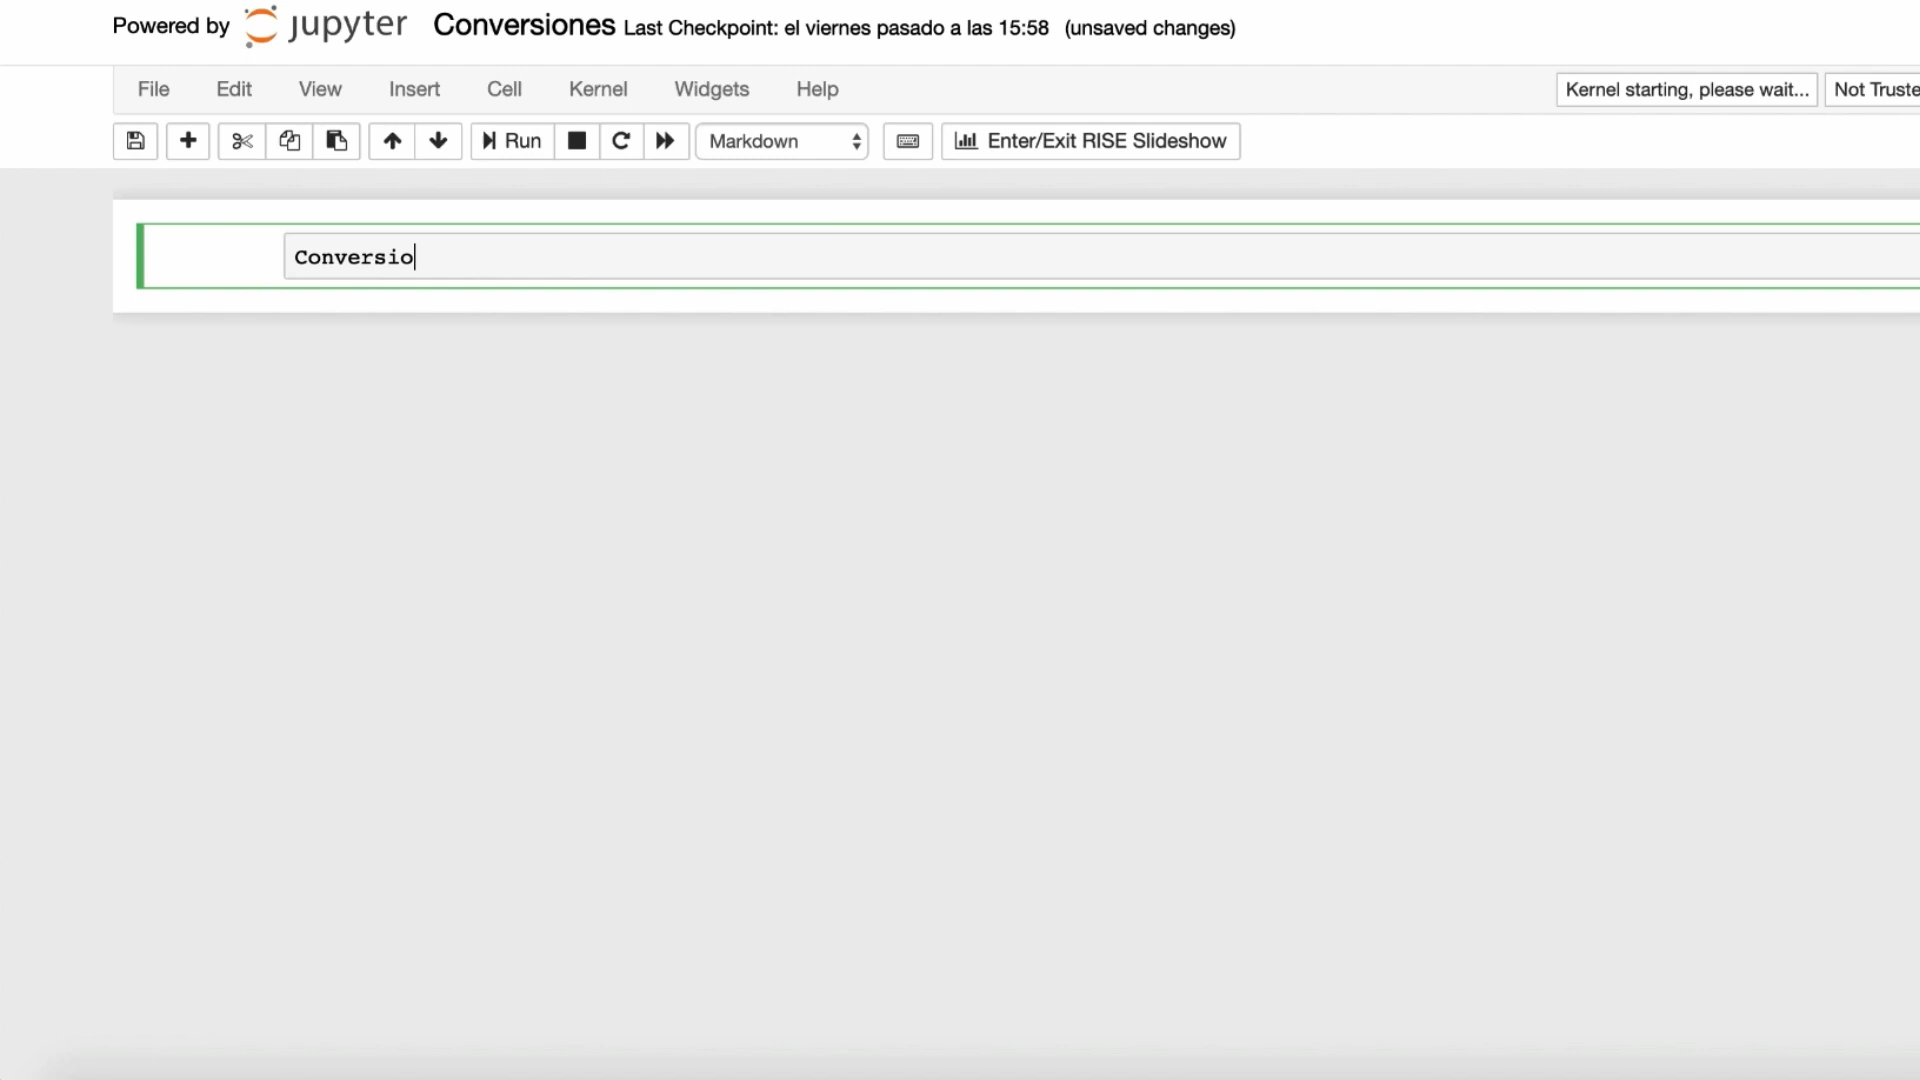 Powered by jupyter Conversiones Last Checkpoint: el viernes pasado a las 15:58 (unsaved changes)
File Edit View Insert Cell Kernel Widgets Help Kernel starting, please wait... Not Truste
Run Markdown Enter/Exit RISE Slideshow
Conversio